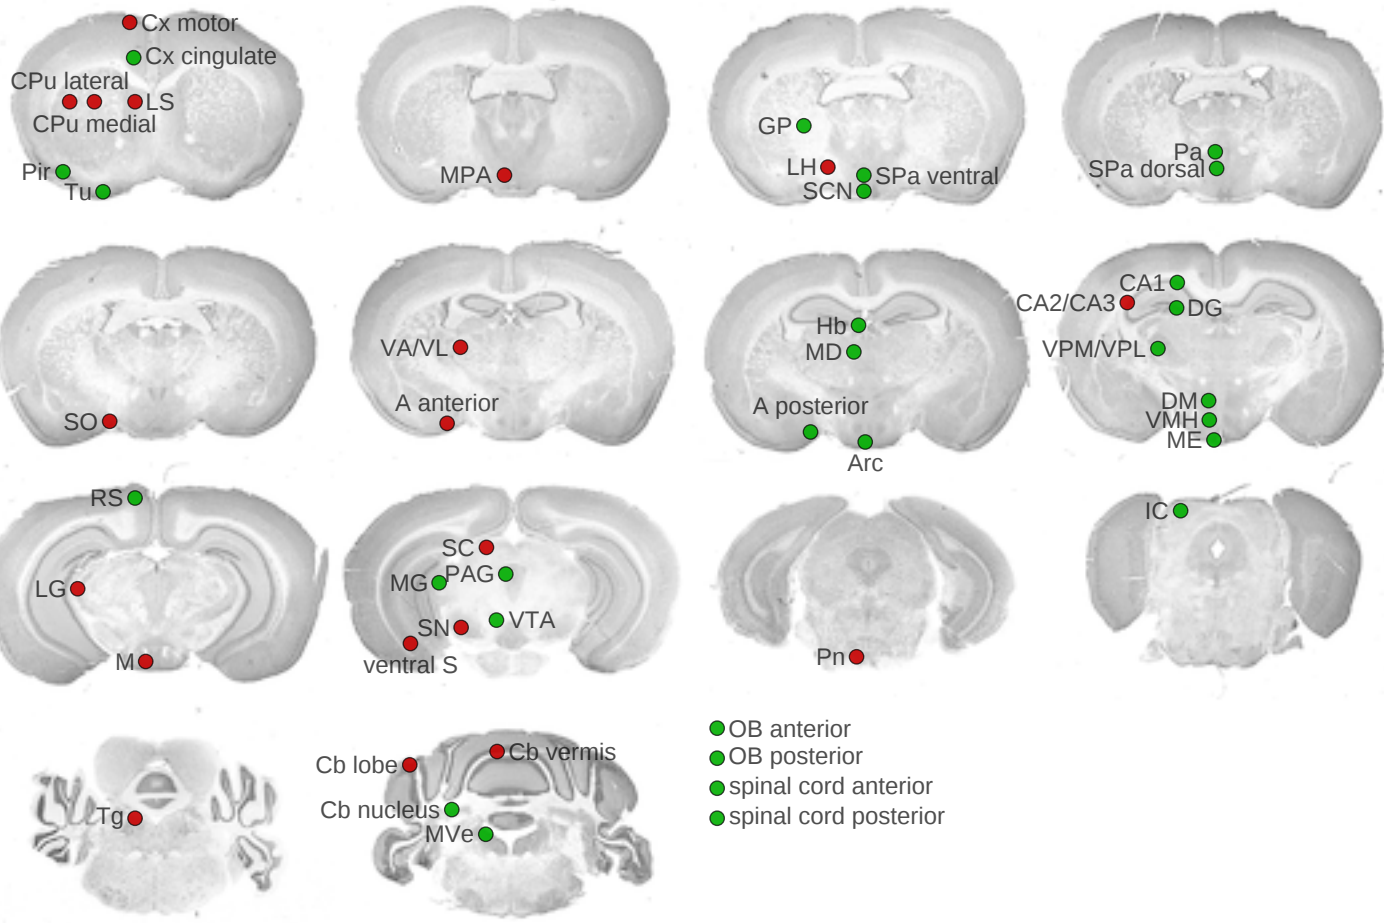 Cx motor
Cx cingulate
CPu lateral
LS
CPu medial
Pir
Tu
MPA
GP
LH
SPa ventral
SCN
Pa
SPa dorsal
SO
VA/VL
A anterior
Hb
MD
A posterior
Arc
CA1
CA2/CA3
DG
VPM/VPL
DM
VMH
ME
RS
LG
M
SC
MG
PAG
SN
VTA
ventral S
Pn
IC
Tg
Cb lobe
Cb vermis
Cb nucleus
MVe
OB anterior
OB posterior
spinal cord anterior
spinal cord posterior